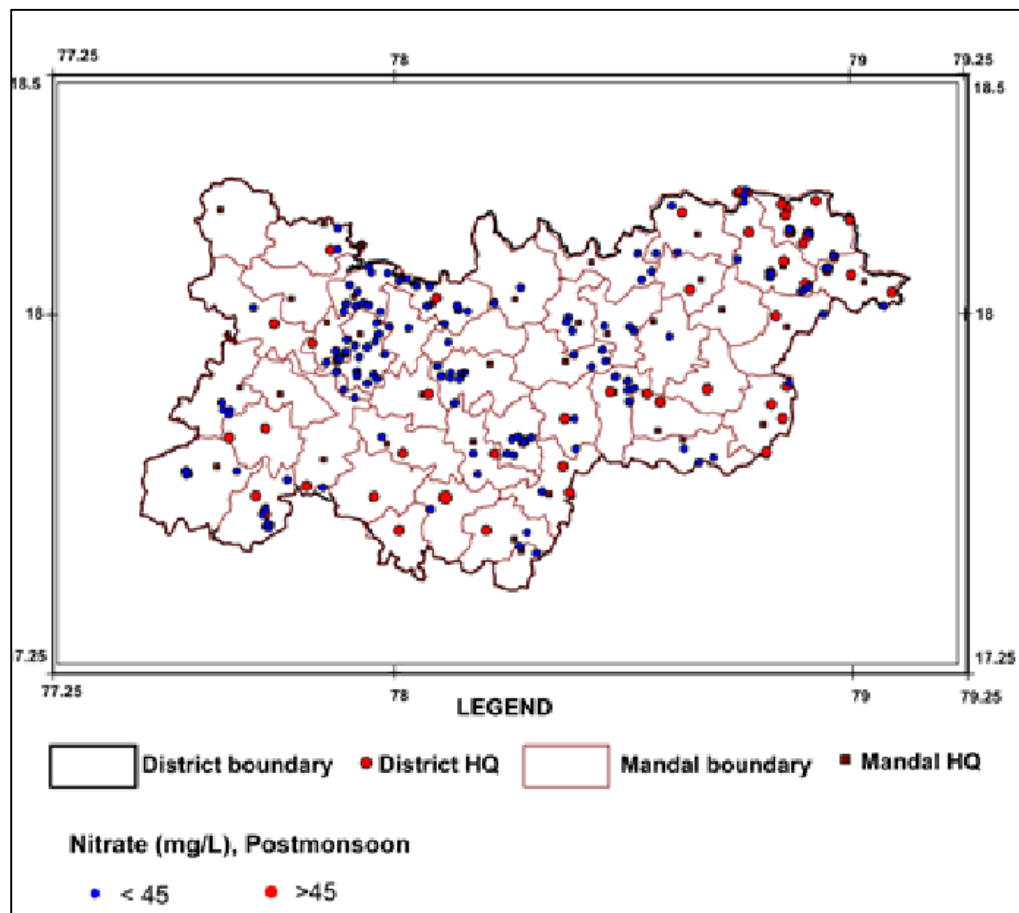 77.25 78 79 79.25
18.5 18.5
18 18
17.25 17.25
77.25 78 79 79.25
LEGEND
District boundary District HQ Mandal boundary Mandal HQ
Nitrate (mg/L), Postmonsoon
< 45 >45